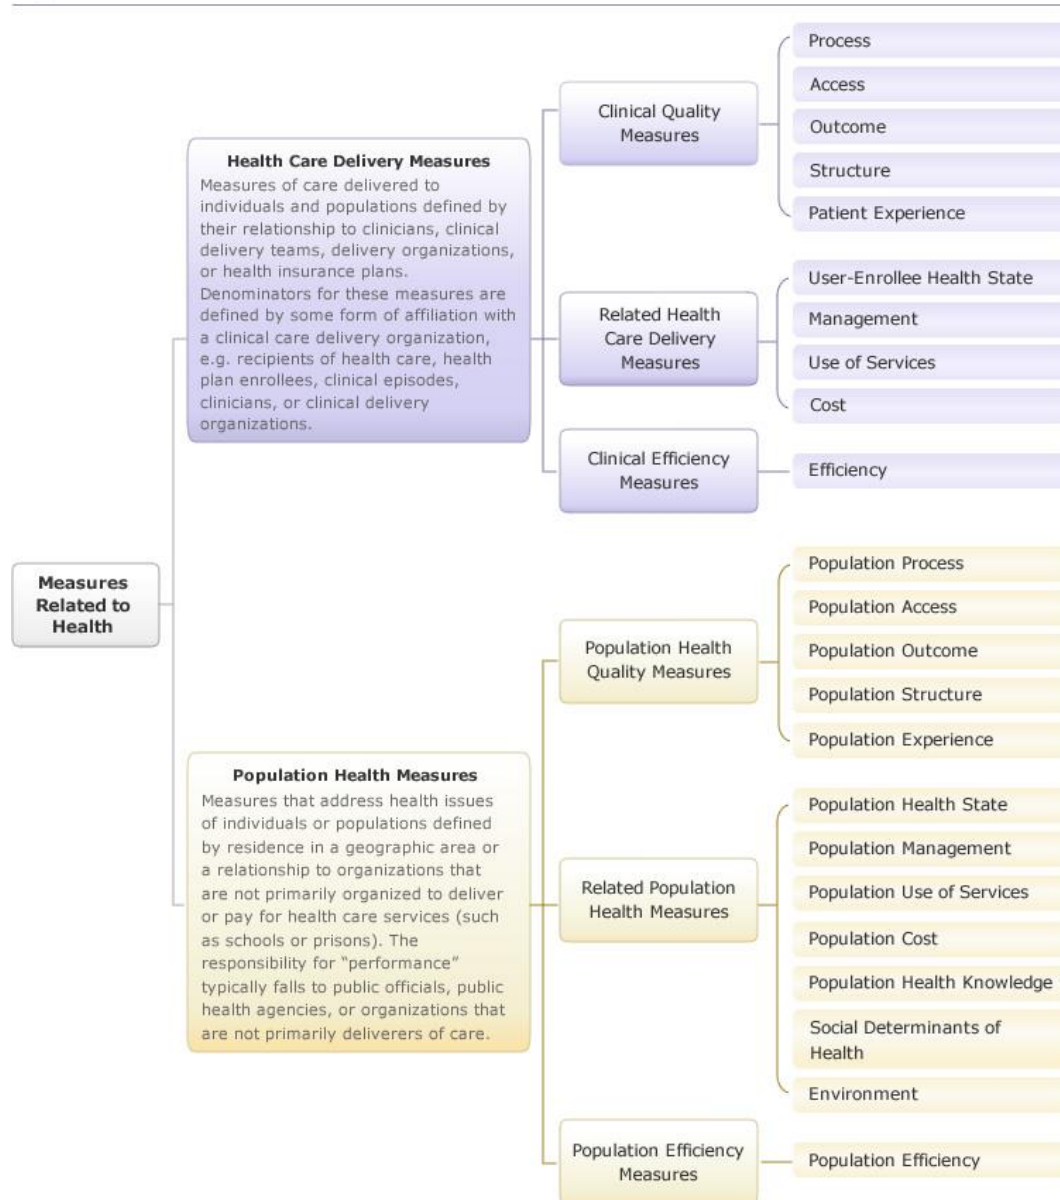 Measures
Related to
Health
Health Care Delivery Measures
Measures of care delivered to
individuals and populations defined by
their relationship to clinicians, clinical
delivery teams, delivery organizations,
or health insurance plans.
Denominators for these measures are
defined by some form of affiliation with
a clinical care delivery organization,
e.g. recipients of health care, health
plan enrollees, clinical episodes,
clinicians, or clinical delivery
organizations.
Clinical Quality
Measures
Process
Access
Outcome
Structure
Patient Experience
Related Health
Care Delivery
Measures
User-Enrollee Health State
Management
Use of Services
Cost
Clinical Efficiency
Measures
Efficiency
Population Health Measures
Measures that address health issues
of individuals or populations defined
by residence in a geographic area or
a relationship to organizations that
are not primarily organized to deliver
or pay for health care services (such
as schools or prisons). The
responsibility for “performance”
typically falls to public officials, public
health agencies, or organizations that
are not primarily deliverers of care.
Population Health
Quality Measures
Population Process
Population Access
Population Outcome
Population Structure
Population Experience
Related Population
Health Measures
Population Health State
Population Management
Population Use of Services
Population Cost
Population Health Knowledge
Social Determinants of
Health
Environment
Population Efficiency
Measures
Population Efficiency